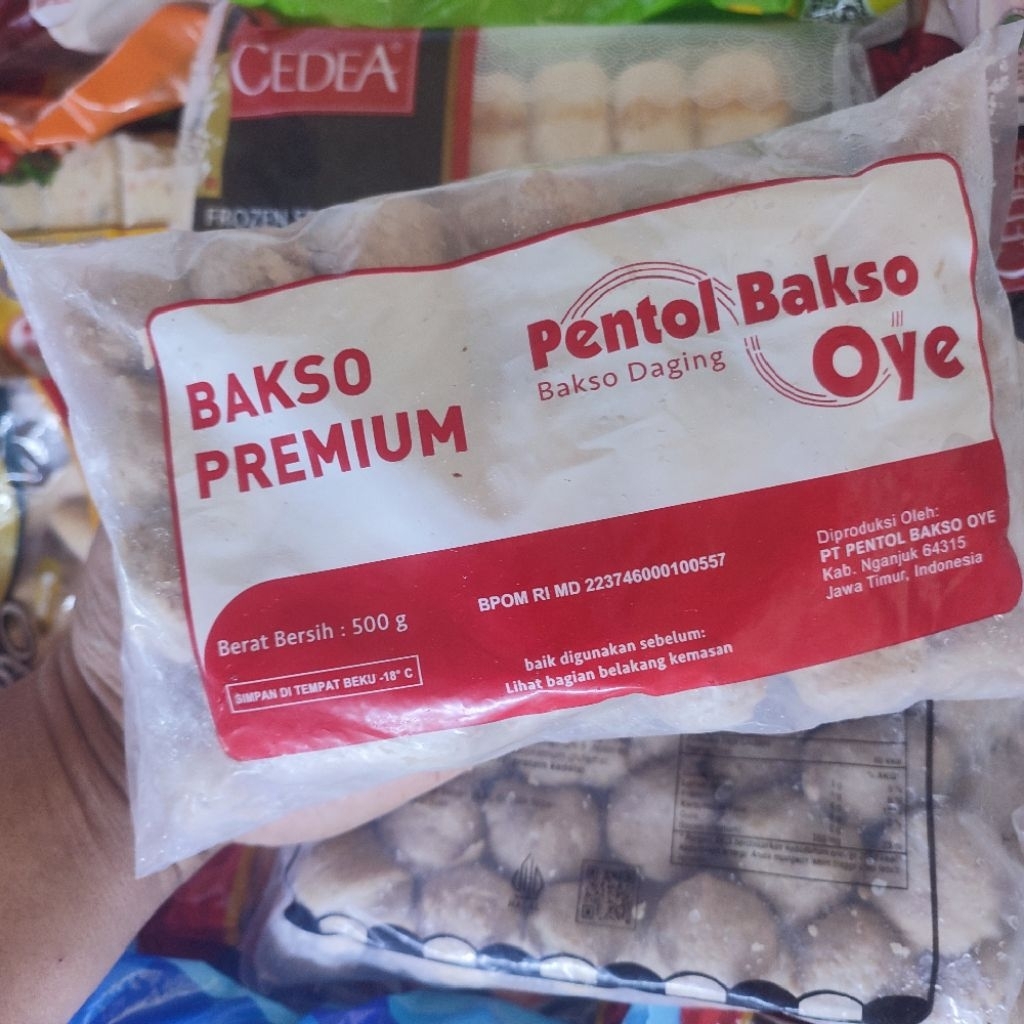 CEDEA
FROZEN
BAKSO
PREMIUM
Pentol Bakso
Oye
Bakso Daging
Berat Bersih : 500 g
SIMPAN DI TEMPAT BEKU -18° C
BPOM RI MD 223746000100557
baik digunakan sebelum:
Lihat bagian belakang kemasan
Diproduksi Oleh:
PT PENTOL BAKSO OYE
Kab. Nganjuk 64315
Jawa Timur, Indonesia